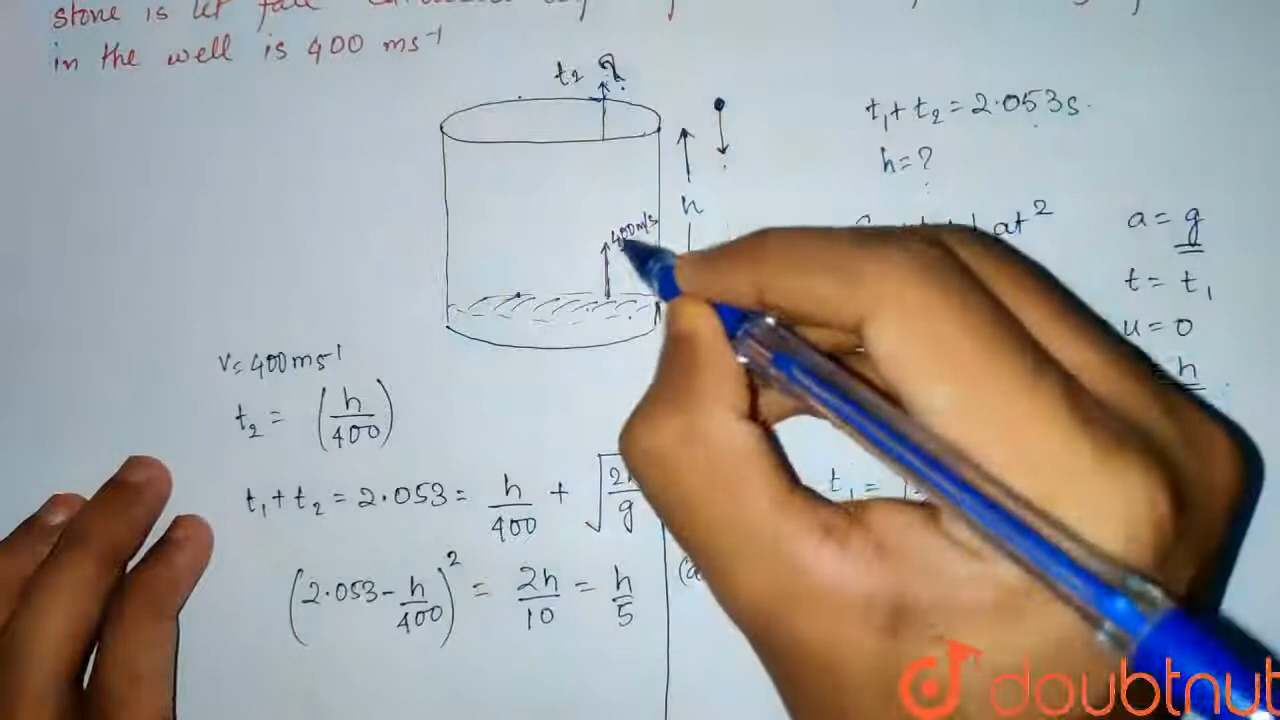 stone is let fall
in the well is 400 ms⁻¹
t₂
t₁ + t₂ = 2.053s.
h = ?
h
400m/s
at²
a = g
t = t₁
u = 0
h
v = 400 ms⁻¹
t₂ = (h/400)
t₁ =
t₁ + t₂ = 2.053 = h/400 + √2h/g
(2.053 - h/400)² = 2h/10 = h/5
doubtnut